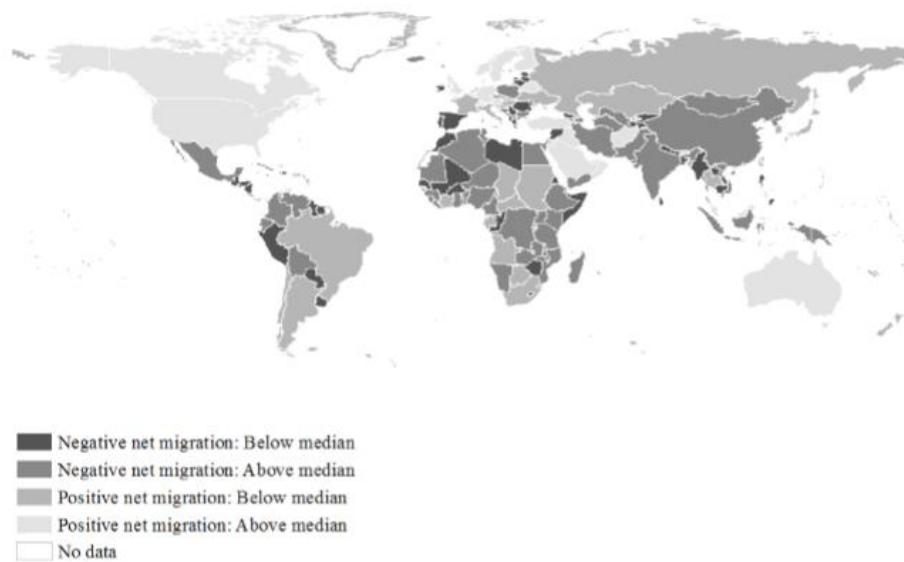 Negative net migration: Below median
Negative net migration: Above median
Positive net migration: Below median
Positive net migration: Above median
No data